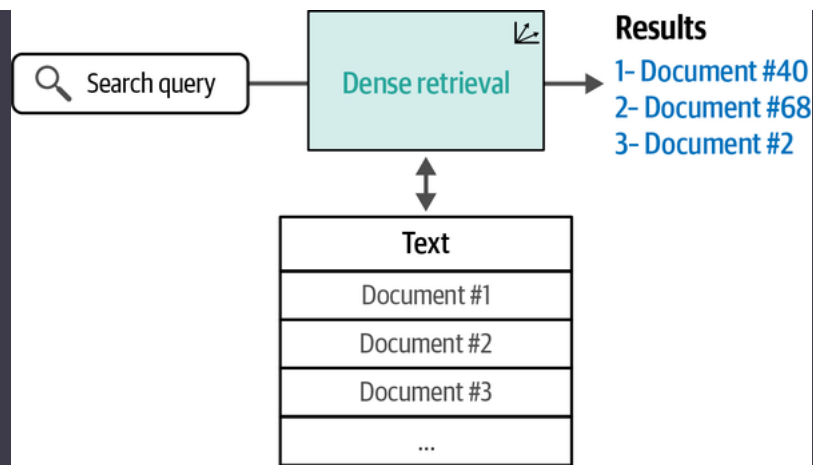 Search query
Dense retrieval
Results
1- Document #40
2- Document #68
3- Document #2
Text
Document #1
Document #2
Document #3
...